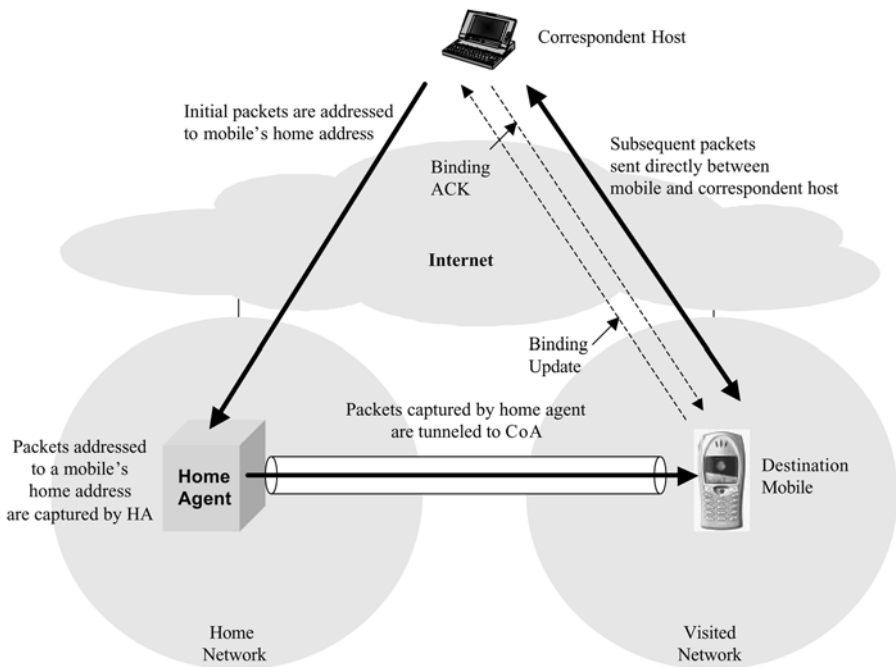 Correspondent Host
Initial packets are addressed
to mobile's home address
Subsequent packets
sent directly between
mobile and correspondent host
Binding
ACK
Internet
Binding
Update
Packets captured by home agent
are tunneled to CoA
Packets addressed
to a mobile's
home address
are captured by HA
Home
Agent
Destination
Mobile
Home
Network
Visited
Network